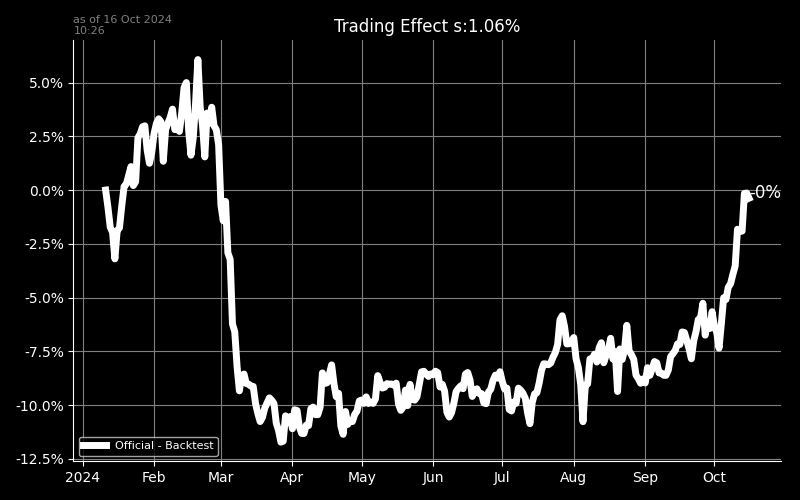 as of 16 Oct 2024
10:26
Trading Effect s:1.06%
5.0%
2.5%
0.0%
-2.5%
-5.0%
-7.5%
-10.0%
-12.5%
-0%
Official - Backtest
2024 Feb Mar Apr May Jun Jul Aug Sep Oct